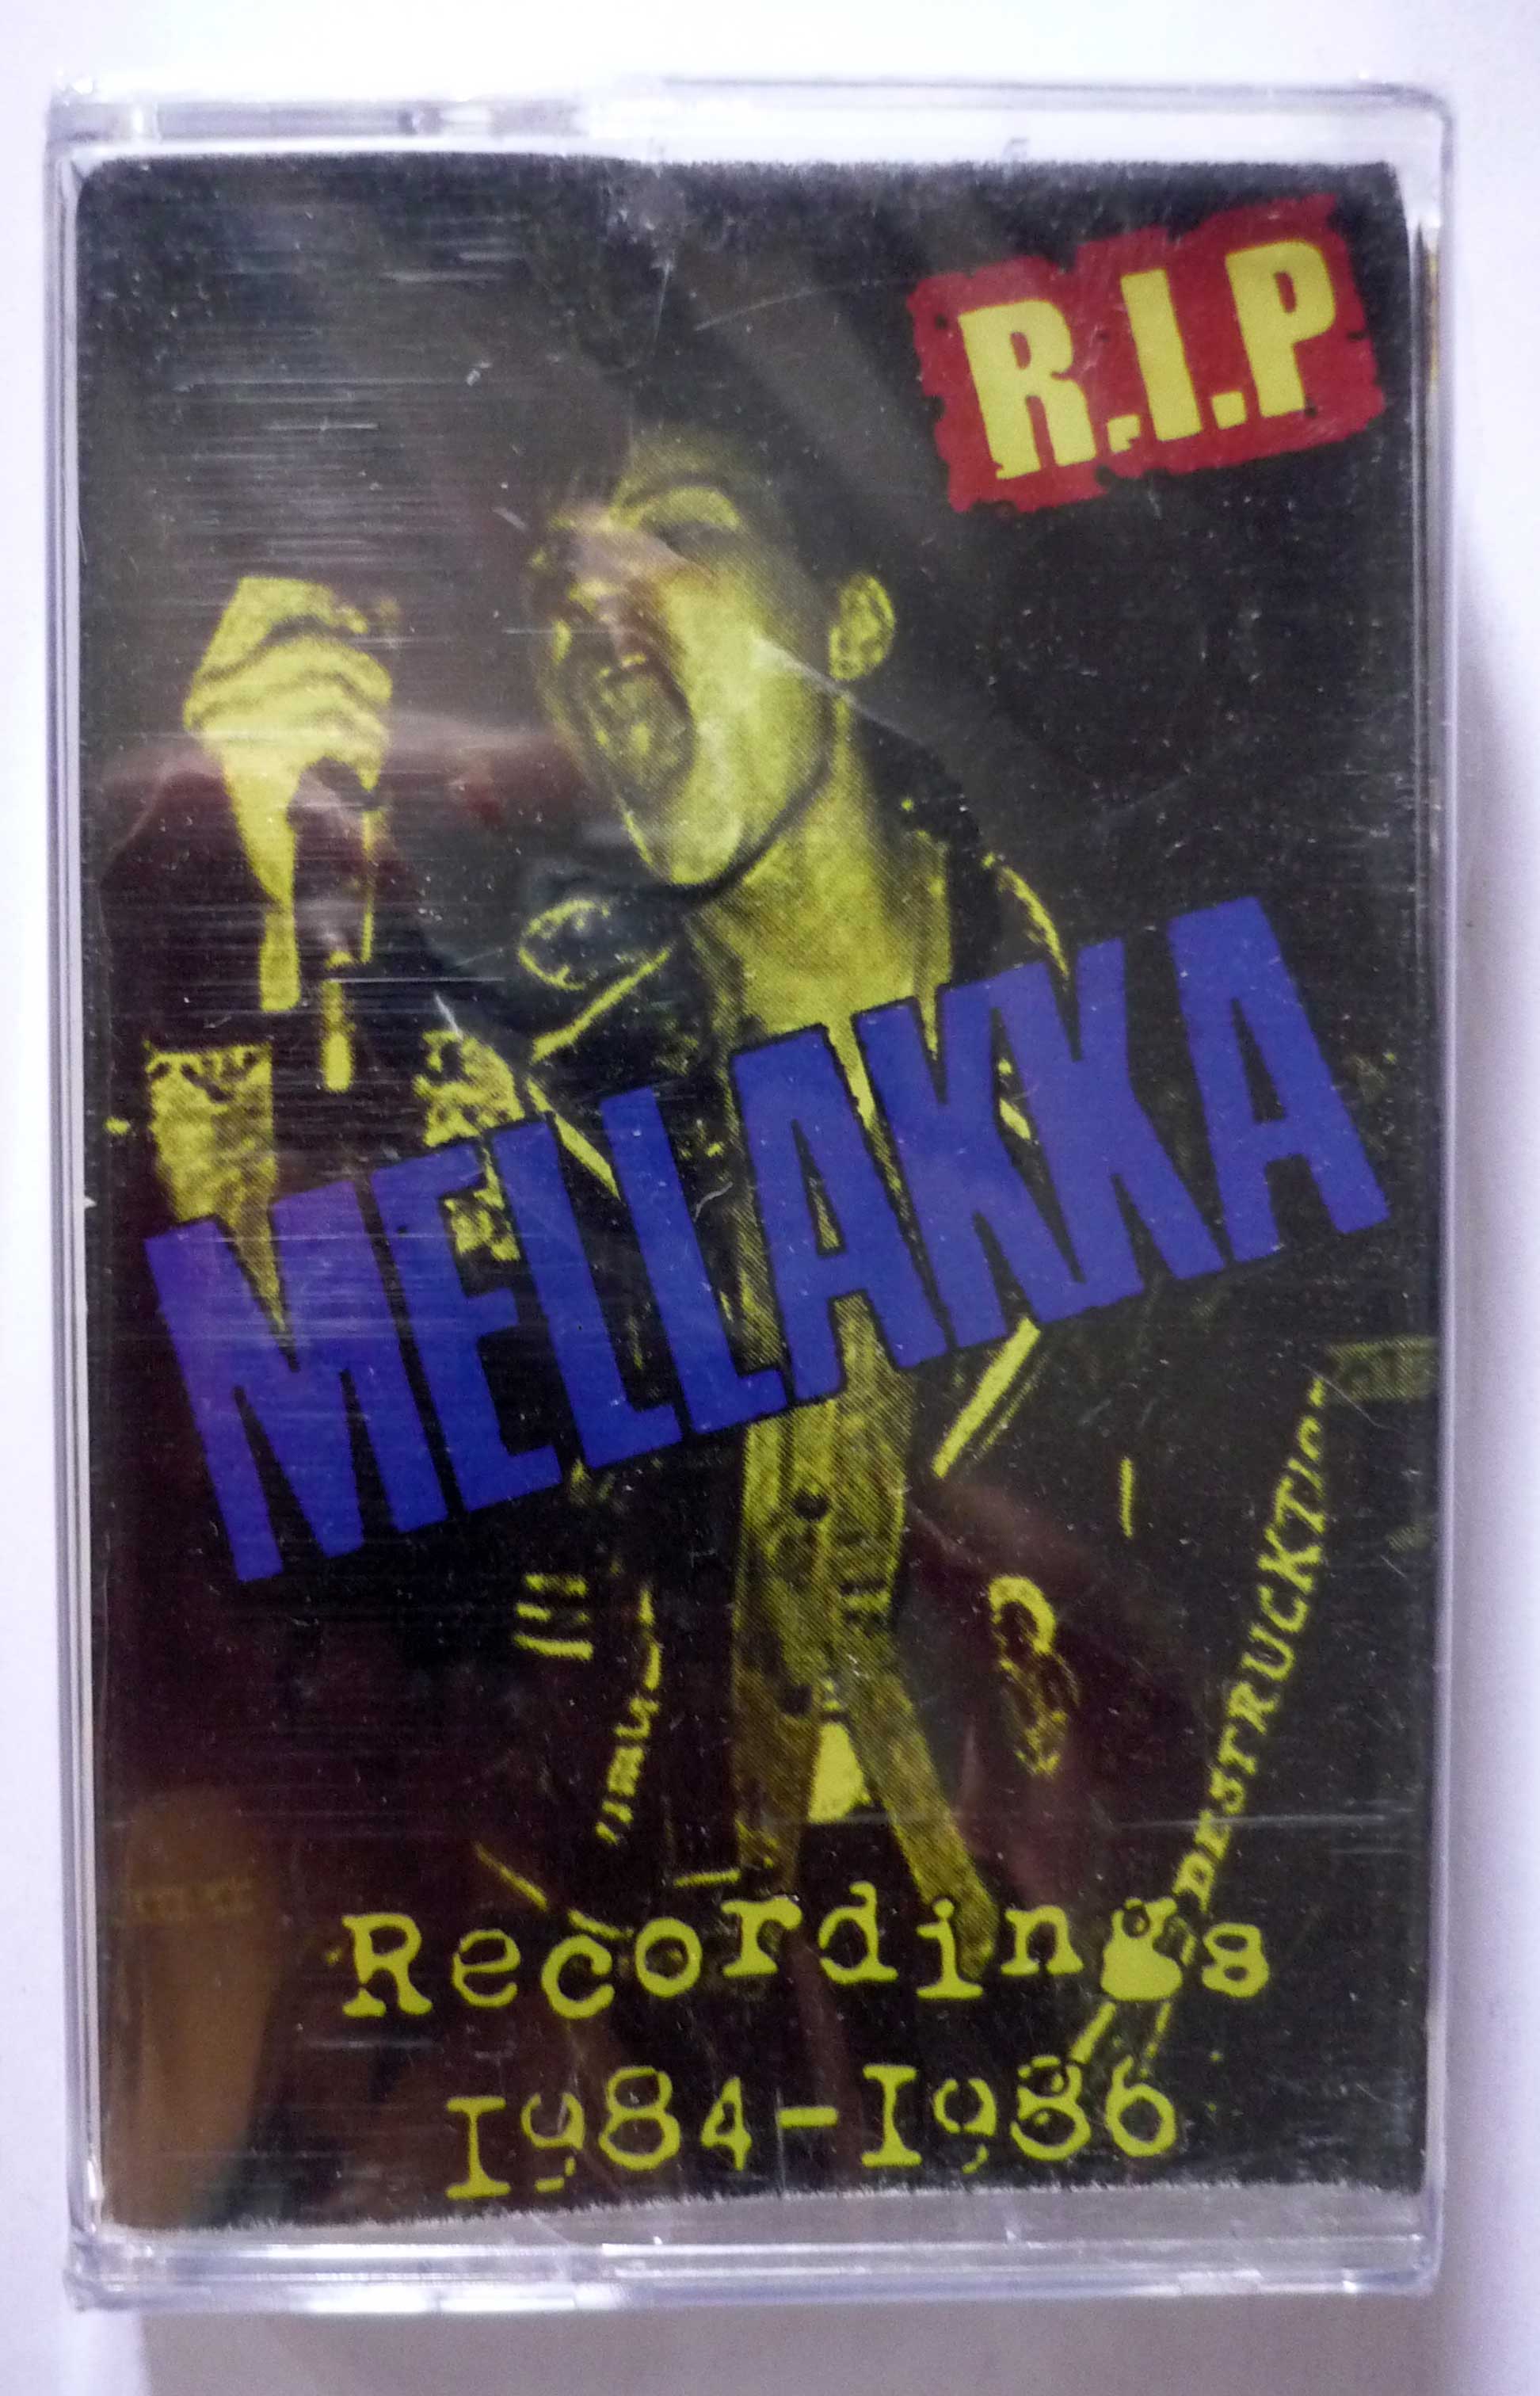 R.I.P
MELLAKKA
Recordings
1984-1986